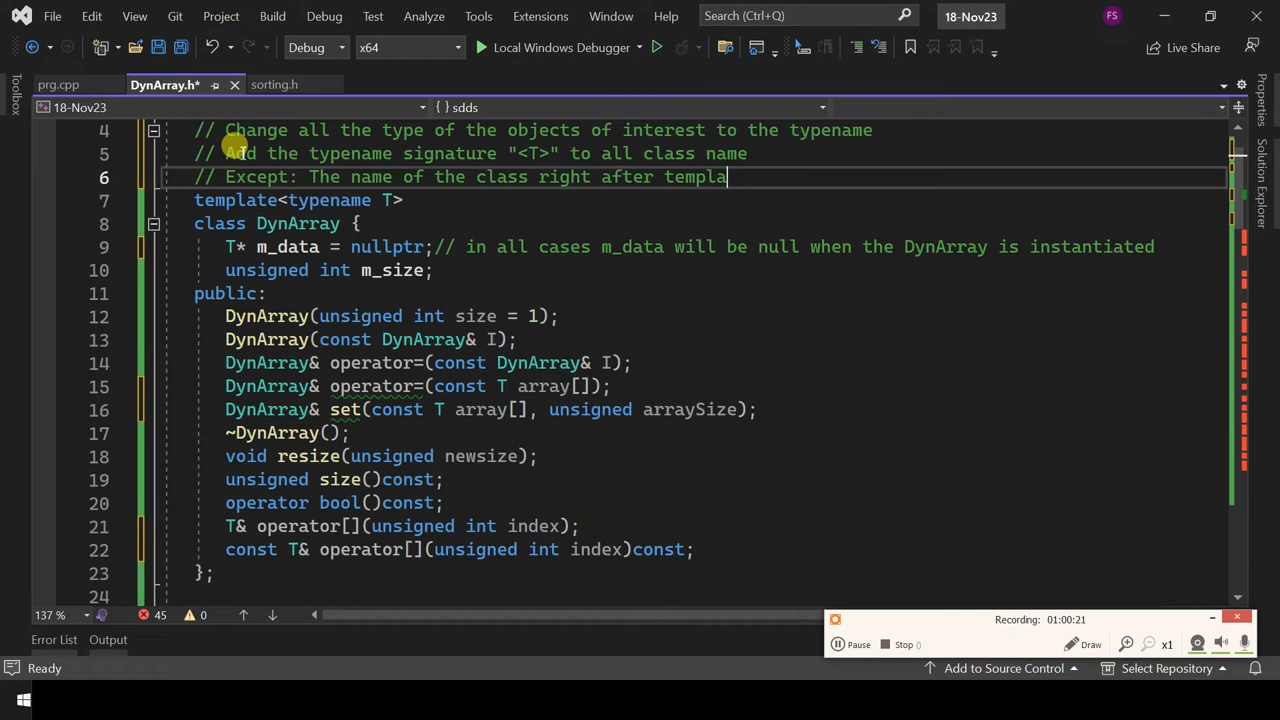 File Edit View Git Project Build Debug Test Analyze Tools Extensions Window Help Search (Ctrl+Q) 18-Nov23 FS
Debug x64 Local Windows Debugger Live Share
prg.cpp DynArray.h* sorting.h
18-Nov23 {} sdds
4 // Change all the type of the objects of interest to the typename
5 // Add the typename signature "<T>" to all class name
6 // Except: The name of the class right after templa
7 template<typename T>
8 class DynArray {
9 T* m_data = nullptr;// in all cases m_data will be null when the DynArray is instantiated
10 unsigned int m_size;
11 public:
12 DynArray(unsigned int size = 1);
13 DynArray(const DynArray& I);
14 DynArray& operator=(const DynArray& I);
15 DynArray& operator=(const T array[]);
16 DynArray& set(const T array[], unsigned arraySize);
17 ~DynArray();
18 void resize(unsigned newsize);
19 unsigned size()const;
20 operator bool()const;
21 T& operator[](unsigned int index);
22 const T& operator[](unsigned int index)const;
23 };
24
137 % 45 0
Toolbox
Properties
Solution Explorer
Recording: 01:00:21
Pause Stop () Draw x1
Error List Output
Ready Add to Source Control Select Repository